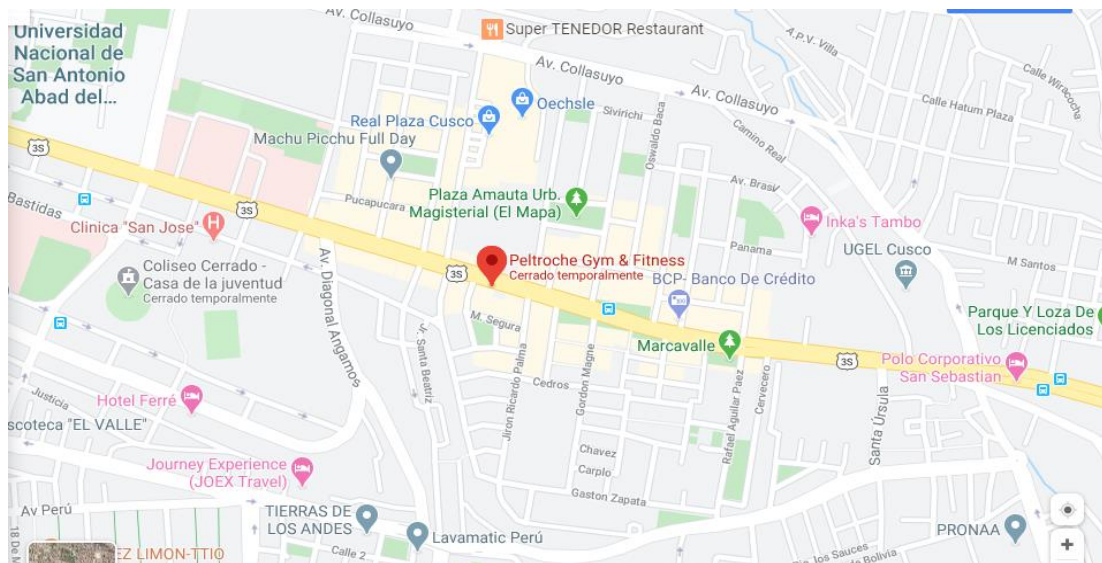 Universidad
Nacional de
San Antonio
Abad del...
Av. Collasuyo
Super TENEDOR Restaurant
A.P.V. Villa
Calle Wiracocha
Av. Collasuyo
Av. Collasuyo
Calle Hatum Plaza
Oechsle
Real Plaza Cusco
Sivirichi
Oswaldo Baca
Camino Real
Machu Picchu Full Day
3S
Av. Brasil
Plaza Amauta Urb.
Magisterial (El Mapa)
Pucapucara
3S
Bastidas
Clinica "San Jose"
Inka's Tambo
Panama
UGEL Cusco
M Santos
Coliseo Cerrado -
Casa de la juventud
Cerrado temporalmente
Av. Diagonal Angamos
3S
Peltroche Gym & Fitness
Cerrado temporalmente
BCP- Banco De Crédito
Parque Y Loza De
Los Licenciados
M. Segura
Jr. Santa Beatriz
Marcavalle
3S
Polo Corporativo
San Sebastian
Jiron Ricardo Palma
Cedros
Gordon Magne
Rafael Aguilar Paez
Cervecero
Santa Úrsula
Hotel Ferré
Justicia
scoteca "EL VALLE"
Chavez
Carplo
Journey Experience
(JOEX Travel)
Gaston Zapata
Av Perú
TIERRAS DE
LOS ANDES
Lavamatic Perú
PRONAA
EZ LIMON-TTIO
Calle 2
los Sauces
de Bolivia
+